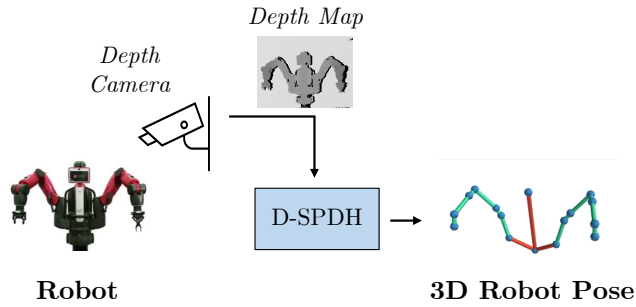 Depth Map
Depth
Camera
D-SPDH
Robot
3D Robot Pose